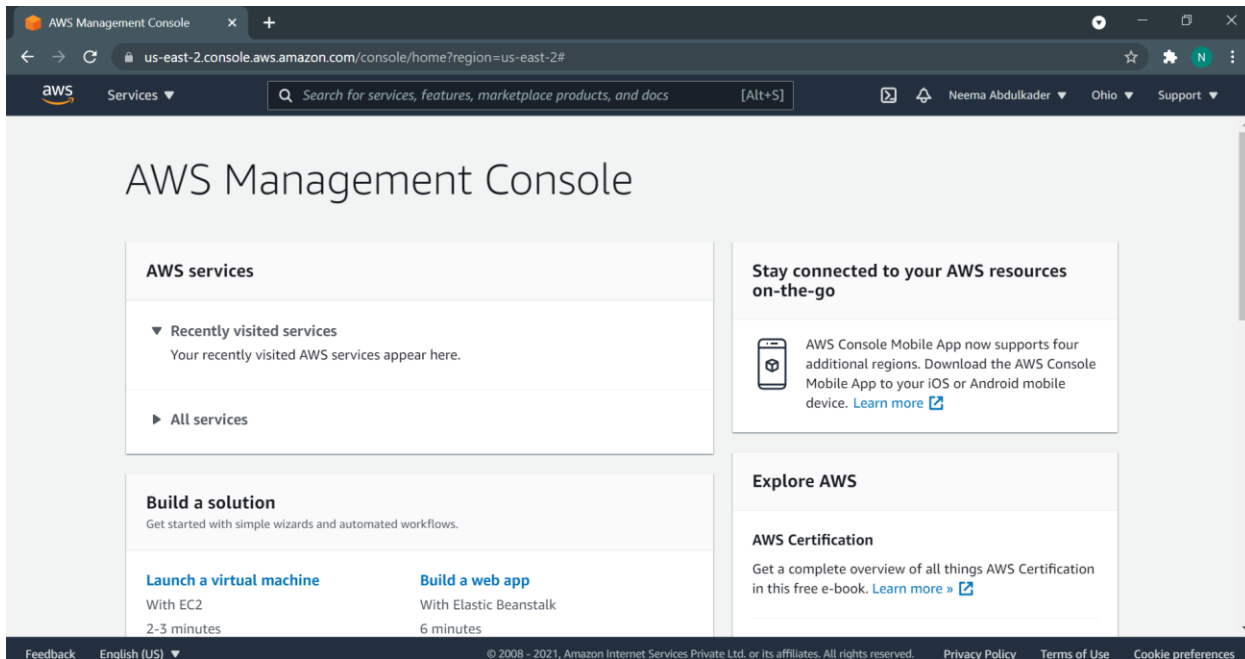 AWS Management Console
us-east-2.console.aws.amazon.com/console/home?region=us-east-2#
N
aws Services ▼ Search for services, features, marketplace products, and docs [Alt+S] Neema Abdulkader ▼ Ohio ▼ Support ▼
AWS Management Console
AWS services
▼ Recently visited services
Your recently visited AWS services appear here.
▶ All services
Build a solution
Get started with simple wizards and automated workflows.
Launch a virtual machine
With EC2
2-3 minutes
Build a web app
With Elastic Beanstalk
6 minutes
Stay connected to your AWS resources
on-the-go
AWS Console Mobile App now supports four
additional regions. Download the AWS Console
Mobile App to your iOS or Android mobile
device. Learn more
Explore AWS
AWS Certification
Get a complete overview of all things AWS Certification
in this free e-book. Learn more »
Feedback English (US) ▼ © 2008 - 2021, Amazon Internet Services Private Ltd. or its affiliates. All rights reserved. Privacy Policy Terms of Use Cookie preferences